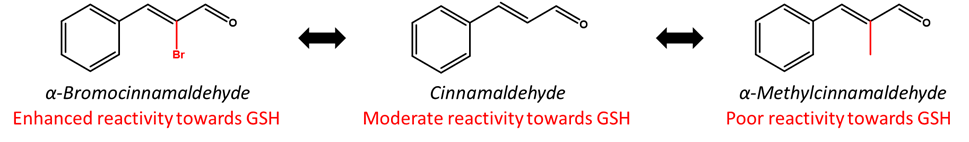 O
Br
O
O
α-Bromocinnamaldehyde
Cinnamaldehyde
α-Methylcinnamaldehyde
Enhanced reactivity towards GSH
Moderate reactivity towards GSH
Poor reactivity towards GSH